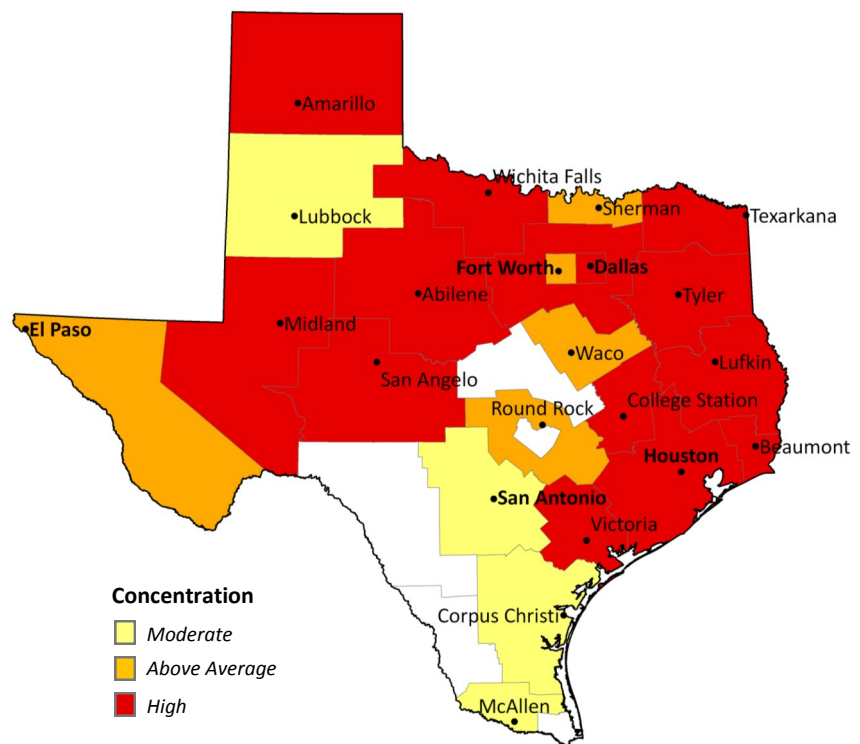 Amarillo
Wichita Falls
Lubbock
Sherman
Texarkana
Fort Worth
Dallas
Abilene
Tyler
El Paso
Midland
Waco
Lufkin
San Angelo
Round Rock
College Station
Beaumont
Houston
San Antonio
Victoria
Concentration
Corpus Christi
Moderate
Above Average
High
McAllen